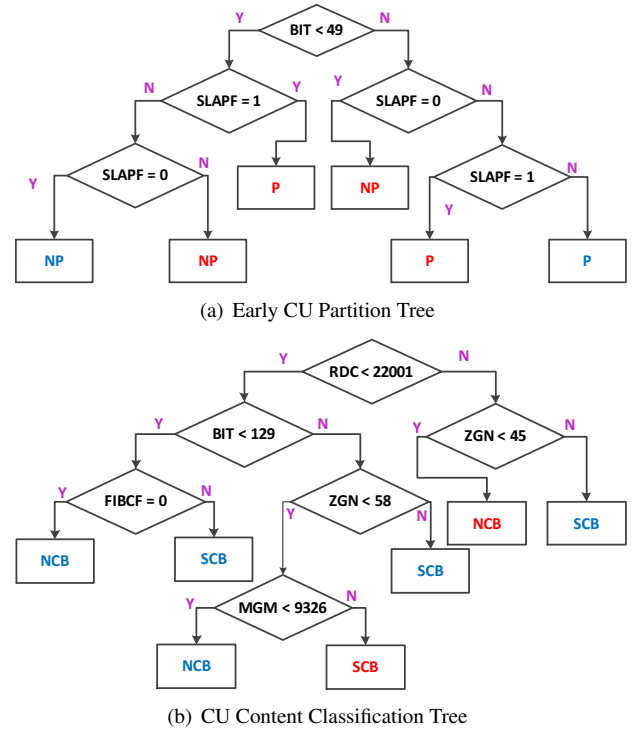 Y BIT < 49 N
N SLAPF = 1 Y Y SLAPF = 0 N
Y SLAPF = 0 N P NP SLAPF = 1 N
Y
NP NP P P
(a) Early CU Partition Tree
Y RDC < 22001 N
Y BIT < 129 N Y ZGN < 45 N
Y FIBCF = 0 N ZGN < 58
Y N
NCB SCB
NCB SCB SCB
Y MGM < 9326 N
NCB SCB
(b) CU Content Classification Tree